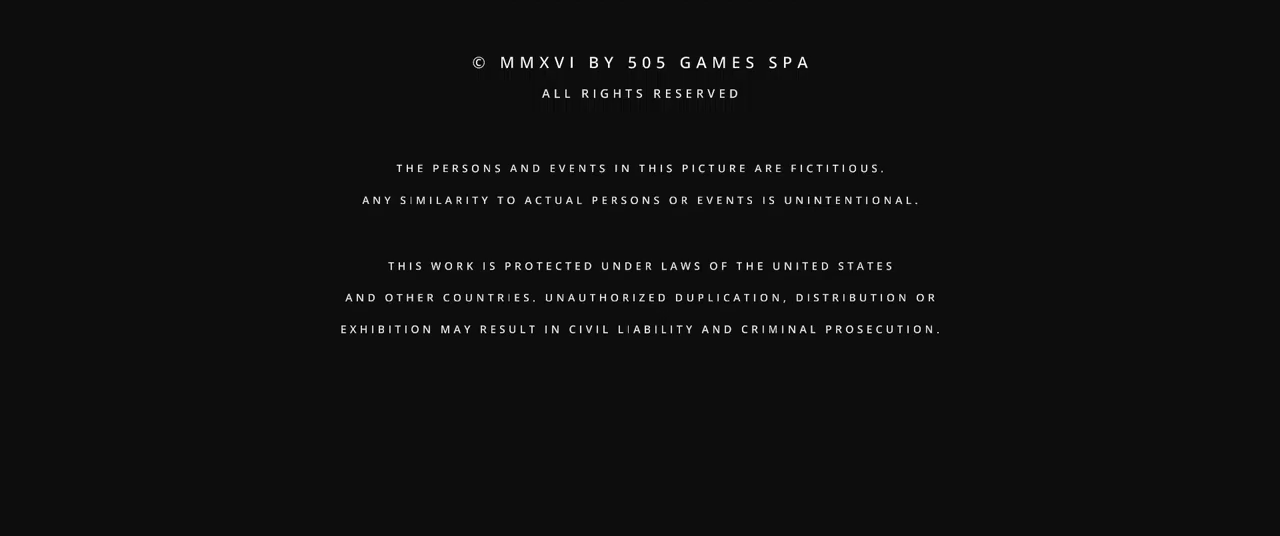 © MMXVI BY 505 GAMES SPA
ALL RIGHTS RESERVED
THE PERSONS AND EVENTS IN THIS PICTURE ARE FICTITIOUS.
ANY SIMILARITY TO ACTUAL PERSONS OR EVENTS IS UNINTENTIONAL.
THIS WORK IS PROTECTED UNDER LAWS OF THE UNITED STATES
AND OTHER COUNTRIES. UNAUTHORIZED DUPLICATION, DISTRIBUTION OR
EXHIBITION MAY RESULT IN CIVIL LIABILITY AND CRIMINAL PROSECUTION.